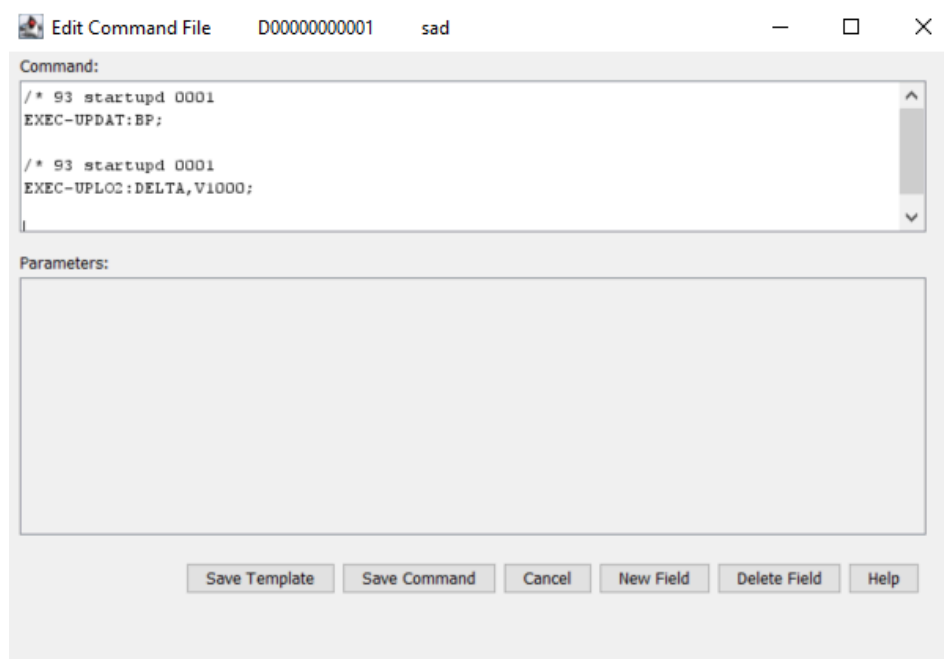 Edit Command File D00000000001 sad
Command:
/* 93 startupd 0001
EXEC-UPDAT:BP;
/* 93 startupd 0001
EXEC-UPLO2:DELTA,V1000;
Parameters:
Save Template Save Command Cancel New Field Delete Field Help